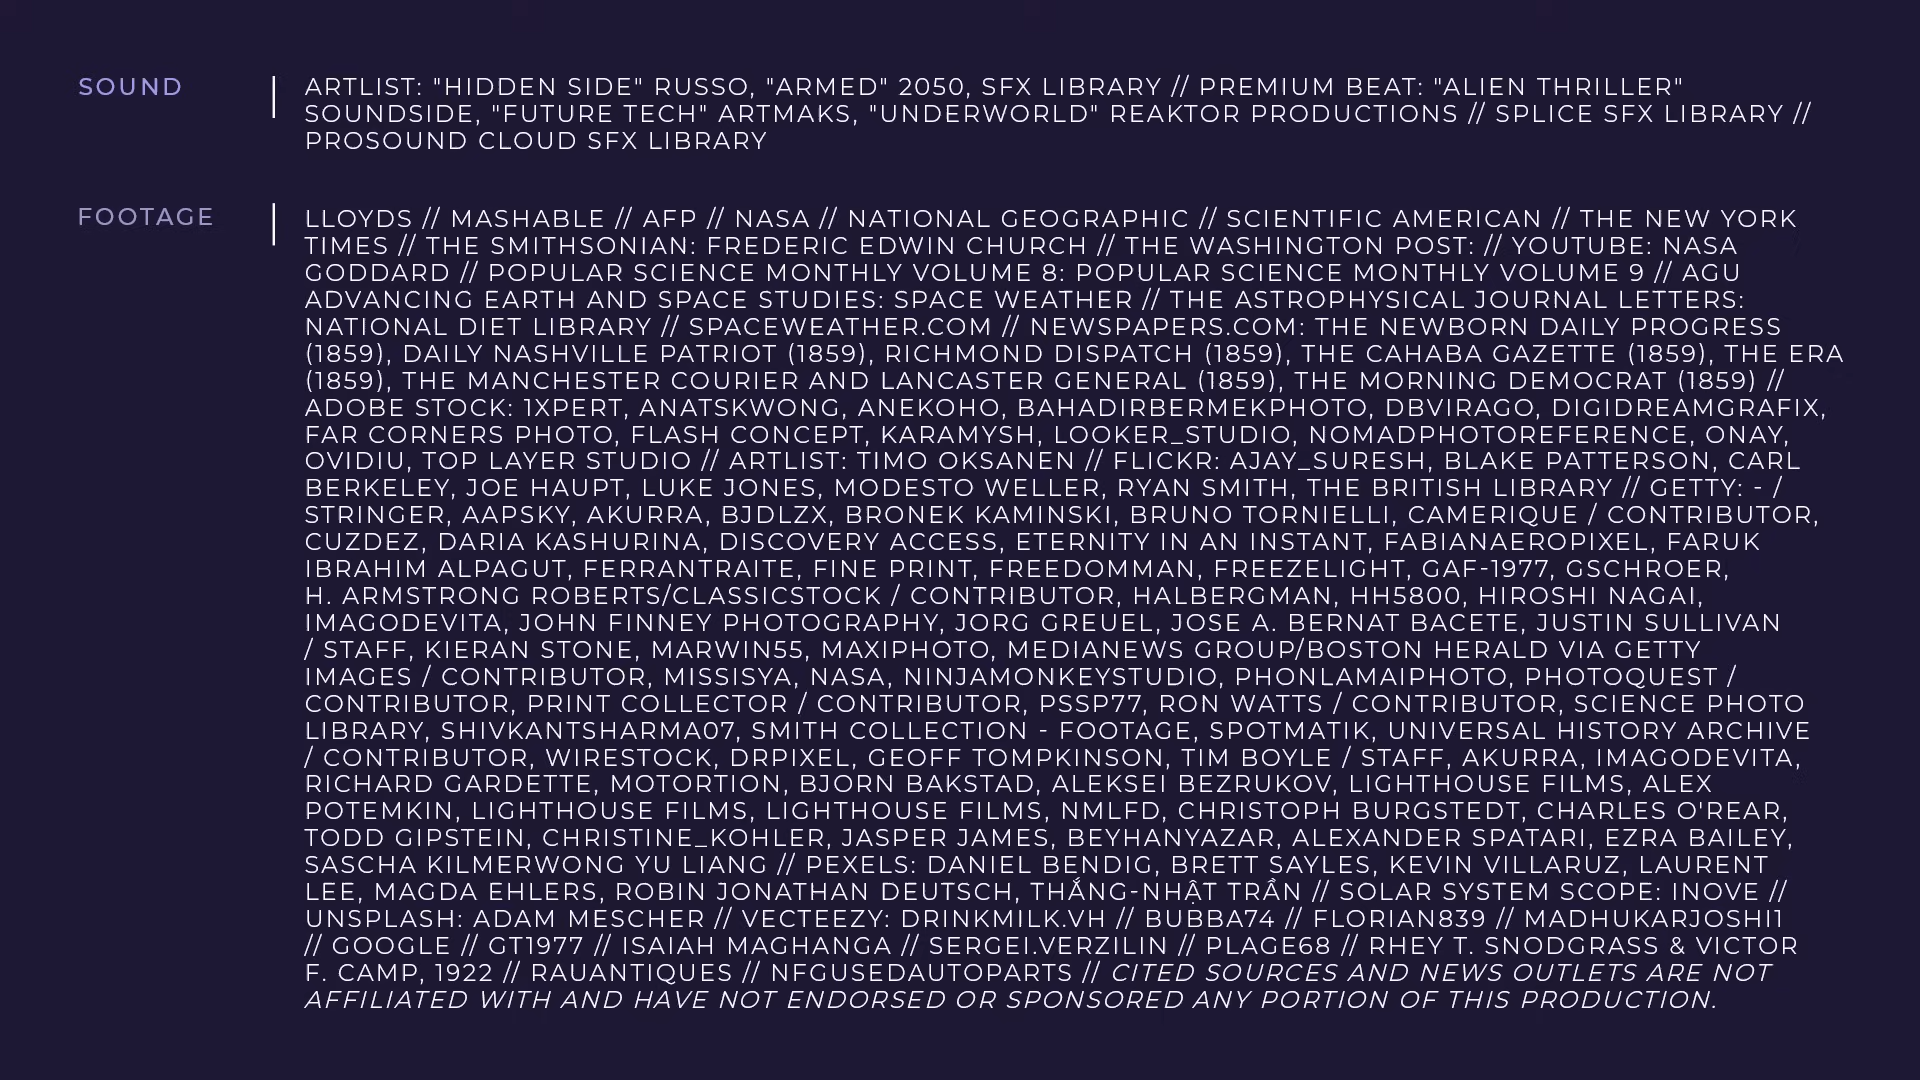 SOUND
ARTLIST: "HIDDEN SIDE" RUSSO, "ARMED" 2050, SFX LIBRARY // PREMIUM BEAT: "ALIEN THRILLER"
SOUNDSIDE, "FUTURE TECH" ARTMAKS, "UNDERWORLD" REAKTOR PRODUCTIONS // SPLICE SFX LIBRARY //
PROSOUND CLOUD SFX LIBRARY
FOOTAGE
LLOYDS // MASHABLE // AFP // NASA // NATIONAL GEOGRAPHIC // SCIENTIFIC AMERICAN // THE NEW YORK
TIMES // THE SMITHSONIAN: FREDERIC EDWIN CHURCH // THE WASHINGTON POST: // YOUTUBE: NASA
GODDARD // POPULAR SCIENCE MONTHLY VOLUME 8: POPULAR SCIENCE MONTHLY VOLUME 9 // AGU
ADVANCING EARTH AND SPACE STUDIES: SPACE WEATHER // THE ASTROPHYSICAL JOURNAL LETTERS:
NATIONAL DIET LIBRARY // SPACEWEATHER.COM // NEWSPAPERS.COM: THE NEWBORN DAILY PROGRESS
(1859), DAILY NASHVILLE PATRIOT (1859), RICHMOND DISPATCH (1859), THE CAHABA GAZETTE (1859), THE ERA
(1859), THE MANCHESTER COURIER AND LANCASTER GENERAL (1859), THE MORNING DEMOCRAT (1859) //
ADOBE STOCK: 1XPERT, ANATSKWONG, ANEKOHO, BAHADIRBERMEKPHOTO, DBVIRAGO, DIGIDREAMGRAFIX,
FAR CORNERS PHOTO, FLASH CONCEPT, KARAMYSH, LOOKER_STUDIO, NOMADPHOTOREFERENCE, ONAY,
OVIDIU, TOP LAYER STUDIO // ARTLIST: TIMO OKSANEN // FLICKR: AJAY_SURESH, BLAKE PATTERSON, CARL
BERKELEY, JOE HAUPT, LUKE JONES, MODESTO WELLER, RYAN SMITH, THE BRITISH LIBRARY // GETTY: - /
STRINGER, AAPSKY, AKURRA, BJDLZX, BRONEK KAMINSKI, BRUNO TORNIELLI, CAMERIQUE / CONTRIBUTOR,
CUZDEZ, DARIA KASHURINA, DISCOVERY ACCESS, ETERNITY IN AN INSTANT, FABIANAEROPIXEL, FARUK
IBRAHIM ALPAGUT, FERRANTRAITE, FINE PRINT, FREEDOMMAN, FREEZELIGHT, GAF-1977, GSCHROER,
H. ARMSTRONG ROBERTS/CLASSICSTOCK / CONTRIBUTOR, HALBERGMAN, HH5800, HIROSHI NAGAI,
IMAGODEVITA, JOHN FINNEY PHOTOGRAPHY, JORG GREUEL, JOSE A. BERNAT BACETE, JUSTIN SULLIVAN
/ STAFF, KIERAN STONE, MARWIN55, MAXIPHOTO, MEDIANEWS GROUP/BOSTON HERALD VIA GETTY
IMAGES / CONTRIBUTOR, MISSISYA, NASA, NINJAMONKEYSTUDIO, PHONLAMAIPHOTO, PHOTOQUEST /
CONTRIBUTOR, PRINT COLLECTOR / CONTRIBUTOR, PSSP77, RON WATTS / CONTRIBUTOR, SCIENCE PHOTO
LIBRARY, SHIVKANTSHARMA07, SMITH COLLECTION - FOOTAGE, SPOTMATIK, UNIVERSAL HISTORY ARCHIVE
/ CONTRIBUTOR, WIRESTOCK, DRPIXEL, GEOFF TOMPKINSON, TIM BOYLE / STAFF, AKURRA, IMAGODEVITA,
RICHARD GARDETTE, MOTORTION, BJORN BAKSTAD, ALEKSEI BEZRUKOV, LIGHTHOUSE FILMS, ALEX
POTEMKIN, LIGHTHOUSE FILMS, LIGHTHOUSE FILMS, NMLFD, CHRISTOPH BURGSTEDT, CHARLES O'REAR,
TODD GIPSTEIN, CHRISTINE_KOHLER, JASPER JAMES, BEYHANYAZAR, ALEXANDER SPATARI, EZRA BAILEY,
SASCHA KILMERWONG YU LIANG // PEXELS: DANIEL BENDIG, BRETT SAYLES, KEVIN VILLARUZ, LAURENT
LEE, MAGDA EHLERS, ROBIN JONATHAN DEUTSCH, THẮNG-NHẬT TRẦN // SOLAR SYSTEM SCOPE: INOVE //
UNSPLASH: ADAM MESCHER // VECTEEZY: DRINKMILK.VH // BUBBA74 // FLORIAN839 // MADHUKARJOSHI1
// GOOGLE // GT1977 // ISAIAH MAGHANGA // SERGEI.VERZILIN // PLAGE68 // RHEY T. SNODGRASS & VICTOR
F. CAMP, 1922 // RAUANTIQUES // NFGUSEDAUTOPARTS // CITED SOURCES AND NEWS OUTLETS ARE NOT
AFFILIATED WITH AND HAVE NOT ENDORSED OR SPONSORED ANY PORTION OF THIS PRODUCTION.